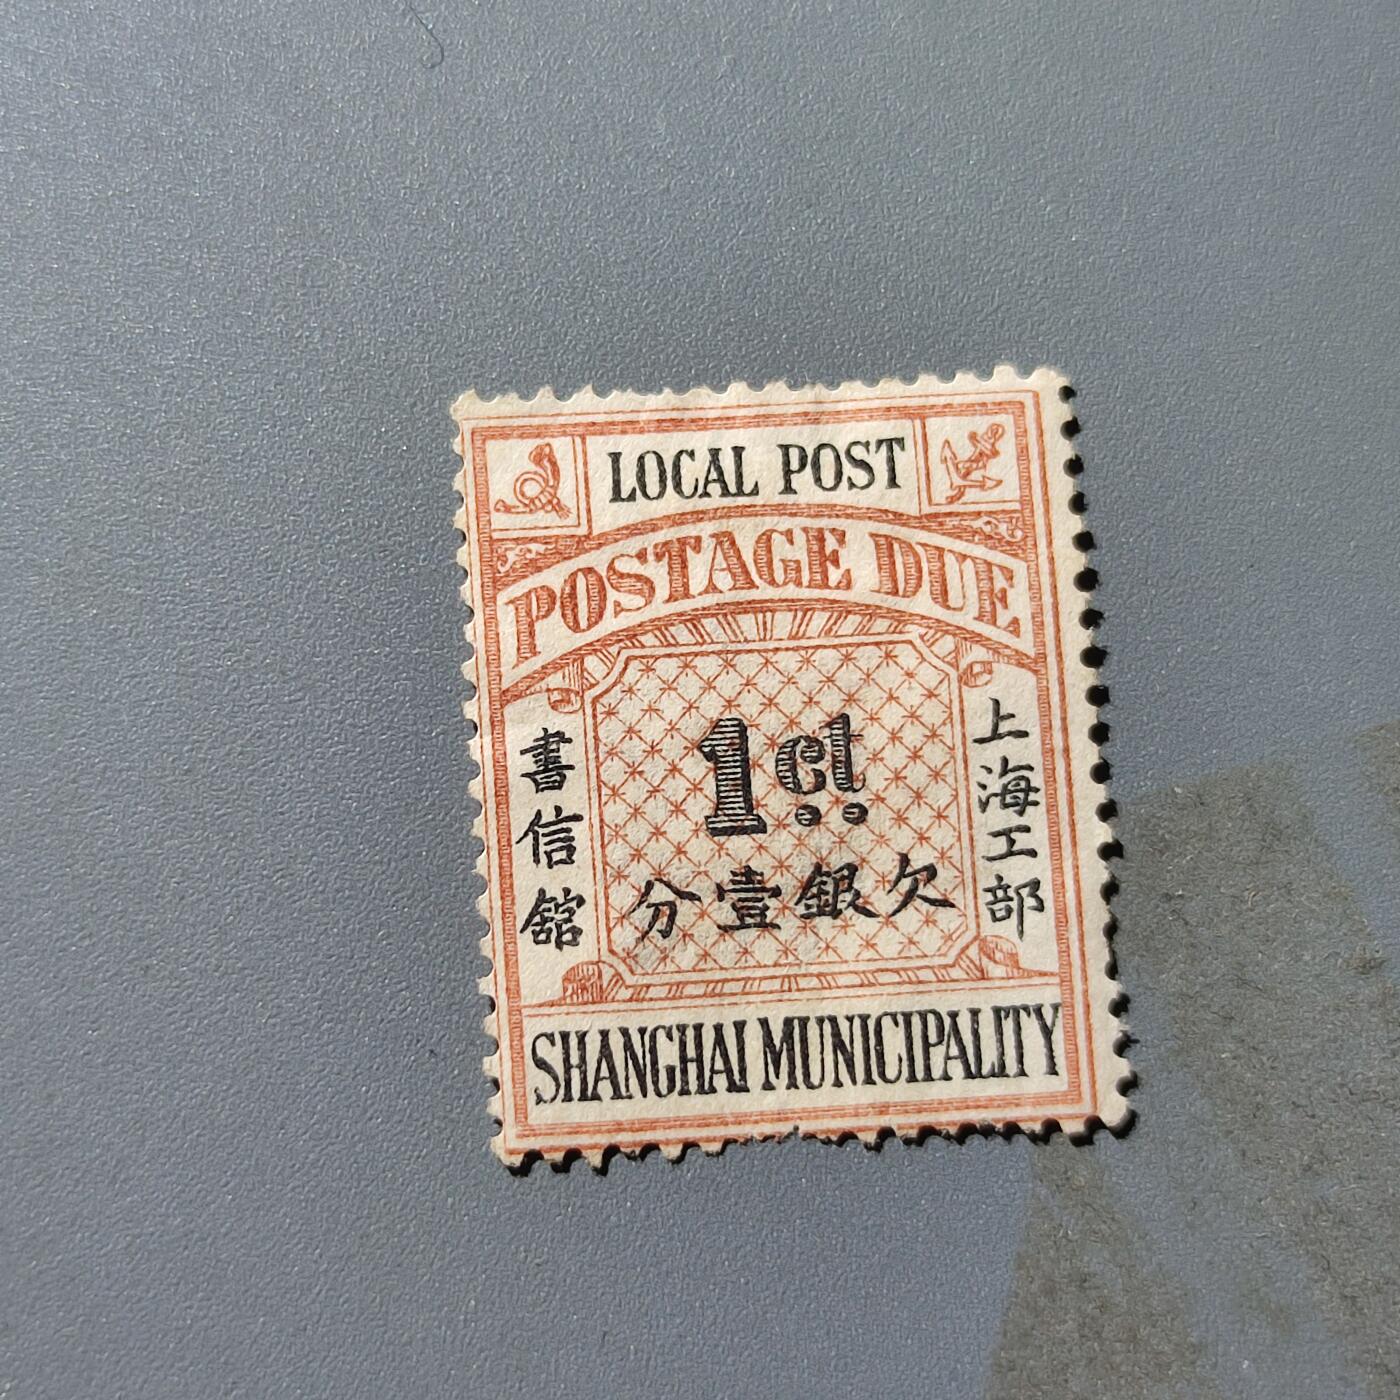 LOCAL POST
POSTAGE DUE
上海工部
書信館
1ct.
欠銀壹分
SHANGHAI MUNICIPALITY